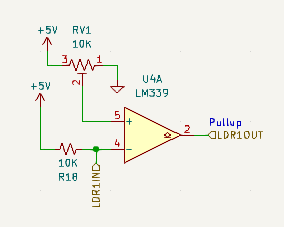 +5V
RV1
10K
3
1
2
U4A
LM339
+5V
5
+
4
-
2
Pullup
LDR1OUT
10K
R18
LDR1IN